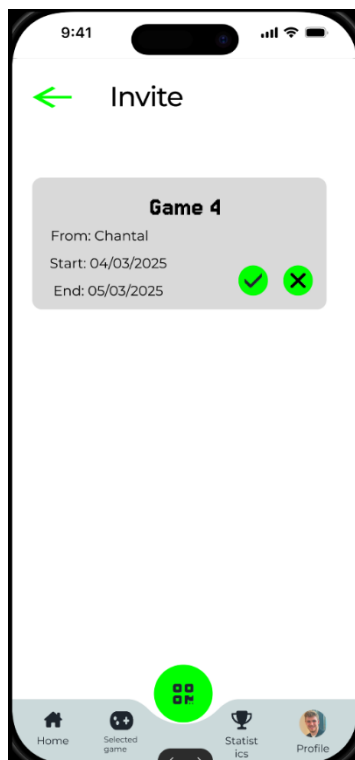 9:41
Invite
Game 4
From: Chantal
Start: 04/03/2025
End: 05/03/2025
Home
Selected
game
Statist
ics
Profile